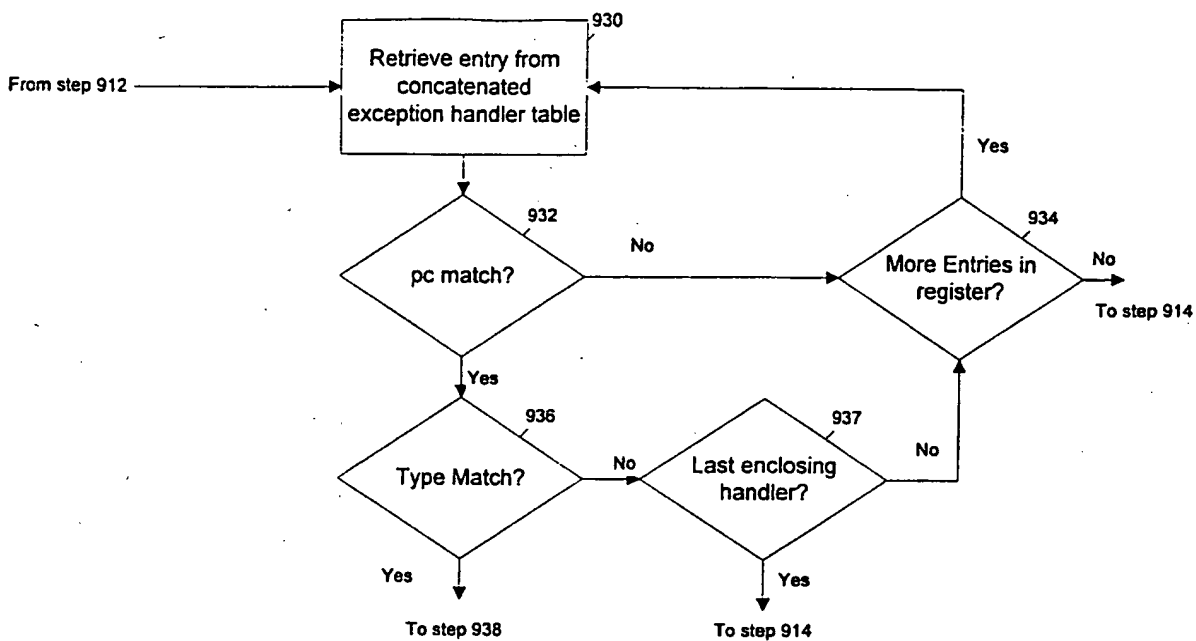 930
Retrieve entry from
concatenated
exception handler table
From step 912
Yes
932
pc match?
No
934
More Entries in
register?
No
To step 914
Yes
936
Type Match?
No
937
Last enclosing
handler?
No
Yes
To step 938
Yes
To step 914